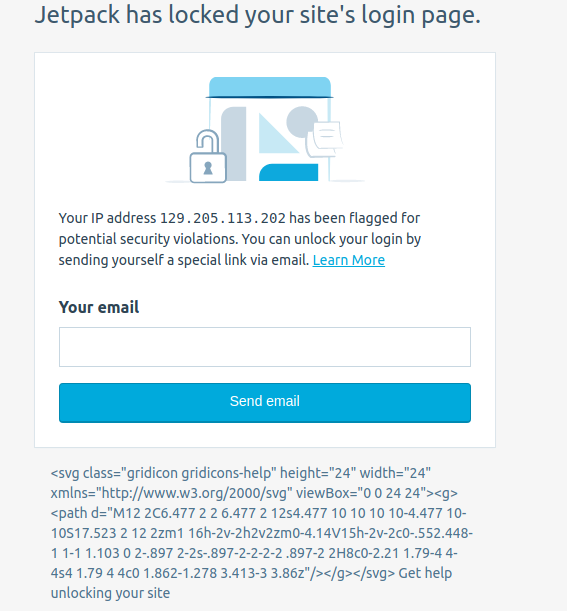 Jetpack has locked your site's login page.
Your IP address 129.205.113.202 has been flagged for
potential security violations. You can unlock your login by
sending yourself a special link via email. Learn More
Your email
Send email
<svg class="gridicon gridicons-help" height="24" width="24"
xmlns="http://www.w3.org/2000/svg" viewBox="0 0 24 24"><g>
<path d="M12 2C6.477 2 2 6.477 2 12s4.477 10 10 10 10-4.477 10-
10S17.523 2 12 2zm1 16h-2v-2h2v2zm0-4.14V15h-2v-2c0-.552.448-
1 1-1 1.103 0 2-.897 2-2s-.897-2-2-2-2 .897-2 2H8c0-2.21 1.79-4 4-
4s4 1.79 4 4c0 1.862-1.278 3.413-3 3.86z"/></g></svg> Get help
unlocking your site